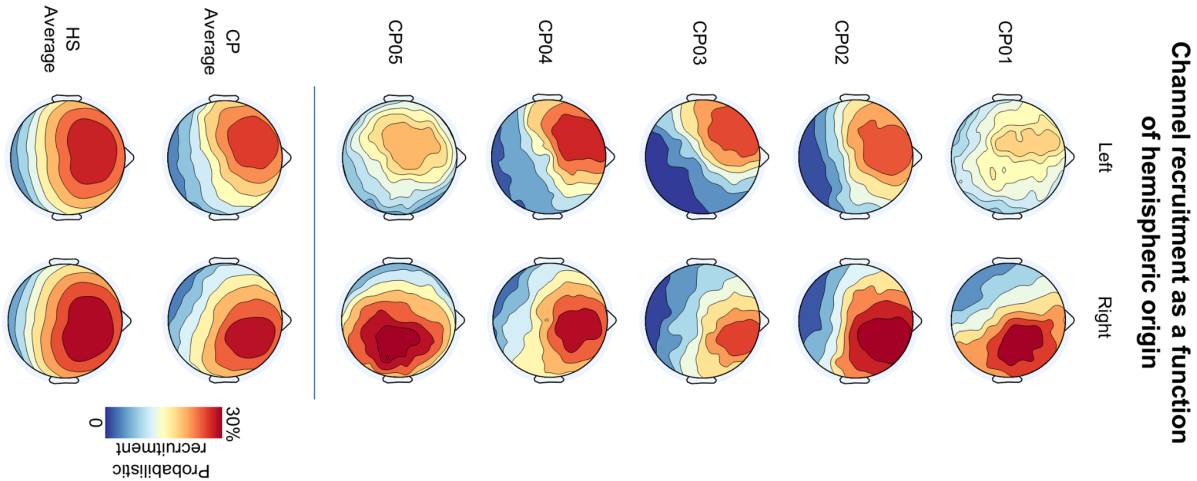 Channel recruitment as a function
of hemispheric origin
Left
Right
CP01
CP02
CP03
CP04
CP05
CP
Average
HS
Average
30%
0
Probabilistic
recruitment